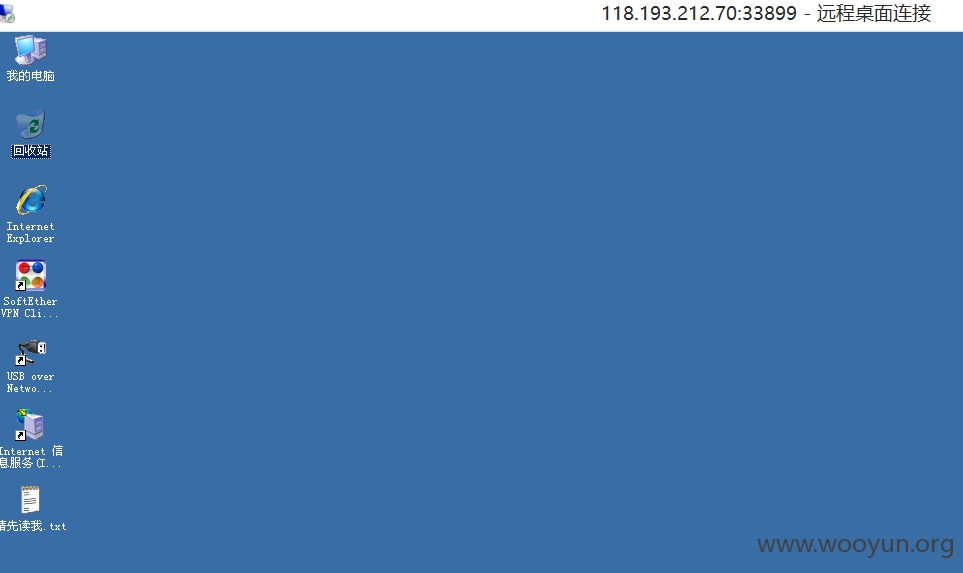 118.193.212.70:33899 - 远程桌面连接
我的电脑
回收站
Internet
Explorer
SoftEther
VPN Cli...
USB over
Netwo...
Internet 信
息服务(I...
请先读我.txt
www.wooyun.org